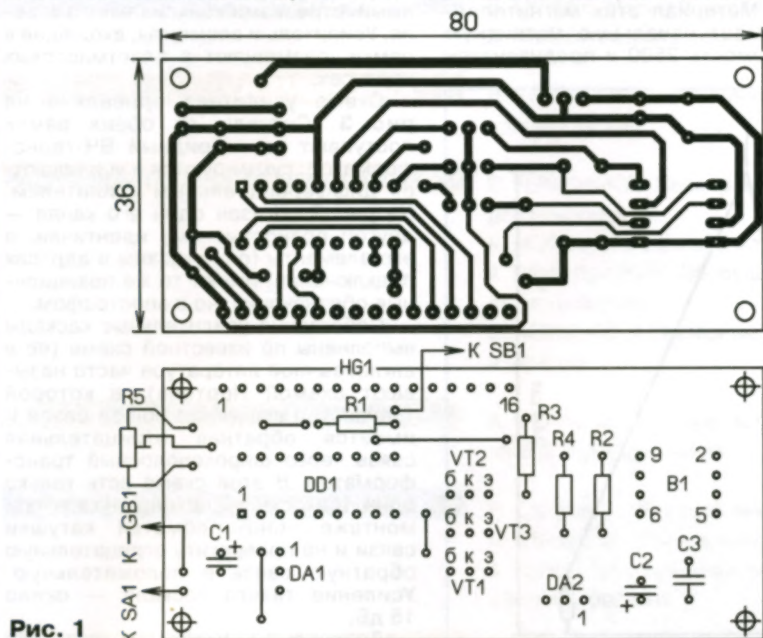 80
36
К SB1
HG1
R5
R1
16
R3
VT2
R4
R2
DD1
б к э
9
2
-GB1
1
б к э
VT3
B1
6
5
C1
+
1
б к э
C2
C3
К SA1
DA1
VT1
DA2
1
+
Рис. 1